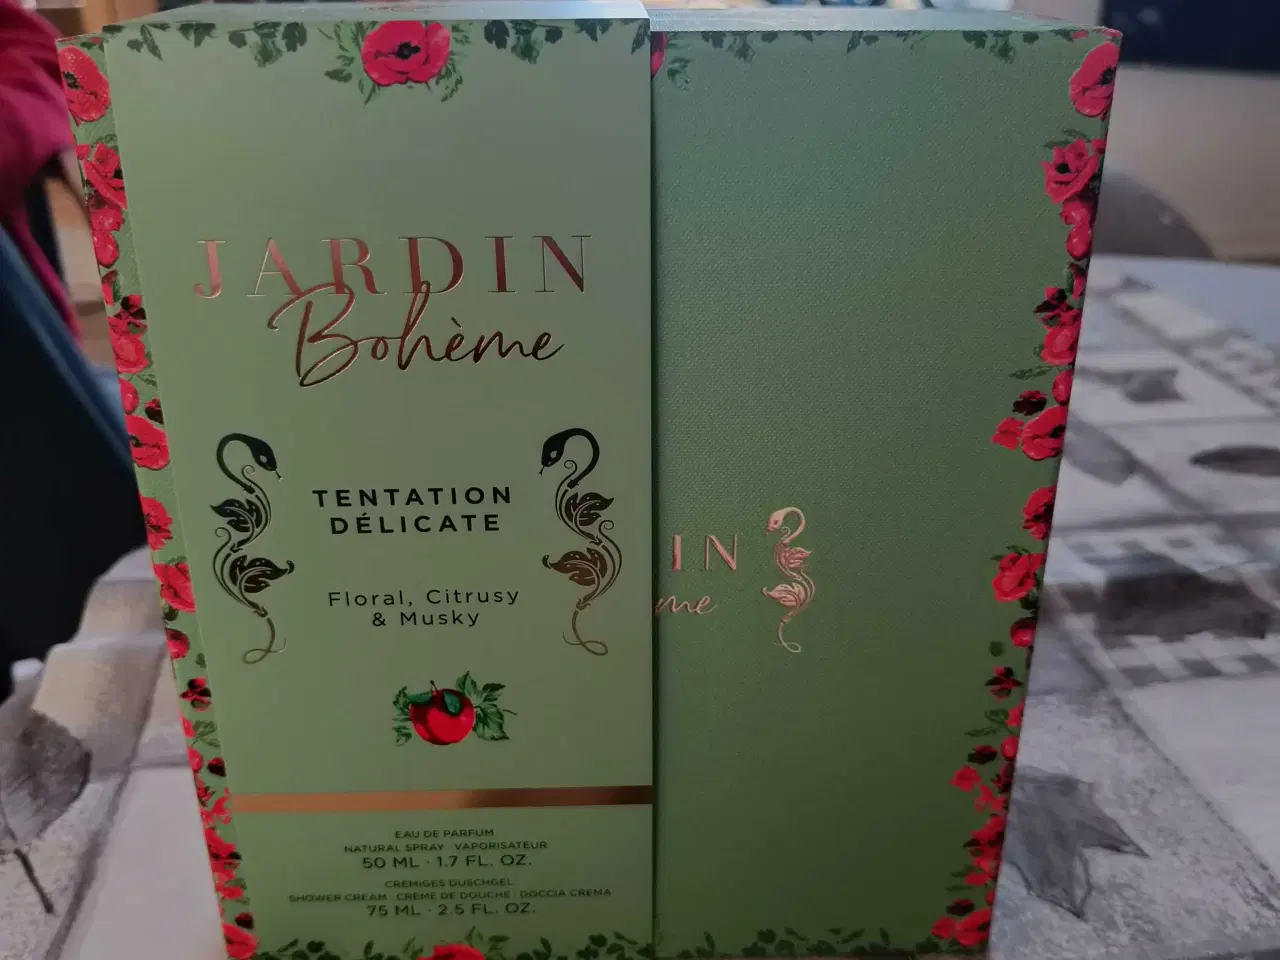 JARDIN
Bohème
TENTATION
DÉLICATE
Floral, Citrusy
& Musky
EAU DE PARFUM
NATURAL SPRAY · VAPORISATEUR
50 ML · 1.7 FL. OZ.
CREMIGES DUSCHGEL
SHOWER CREAM · CRÈME DE DOUCHE · DOCCIA CREMA
75 ML · 2.5 FL. OZ.
IN
me